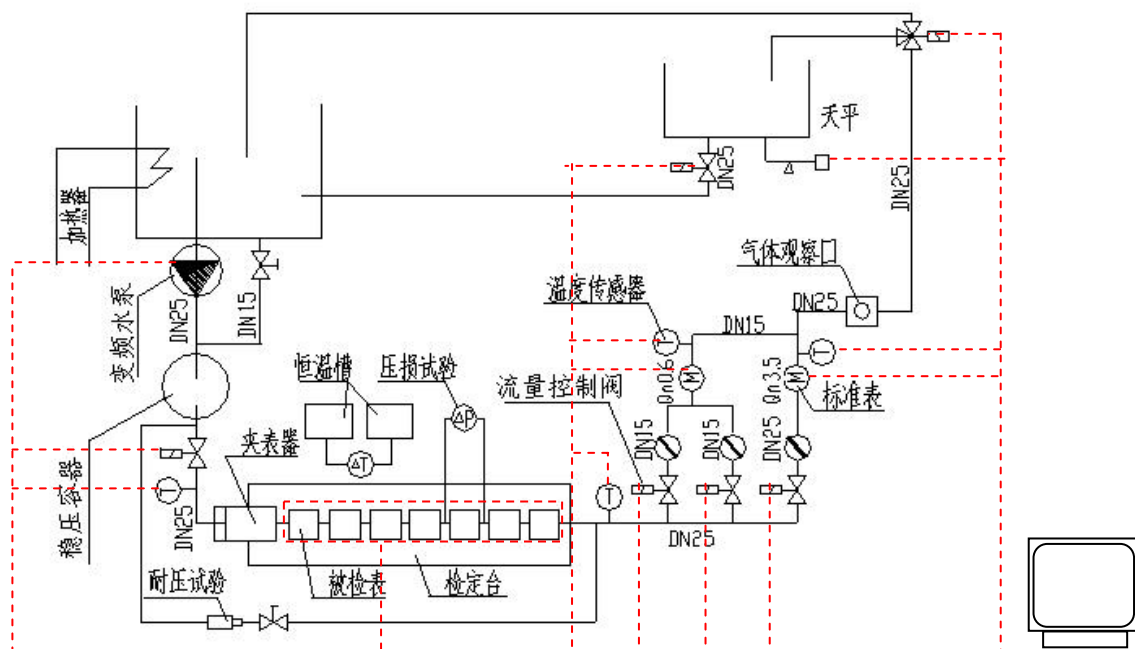 天平
DN25
DN25
加热器
气体观察口
变频水泵
DN25
DN15
温度传感器
DN25
DN15
恒温槽
压损试验
ΔP
T
T
Qn0.6
M
Qn3.5
M
流量控制阀
标准表
稳压容器
夹表器
ΔT
DN15
DN15
DN25
T
T
DN25
DN25
耐压试验
被检表
检定台